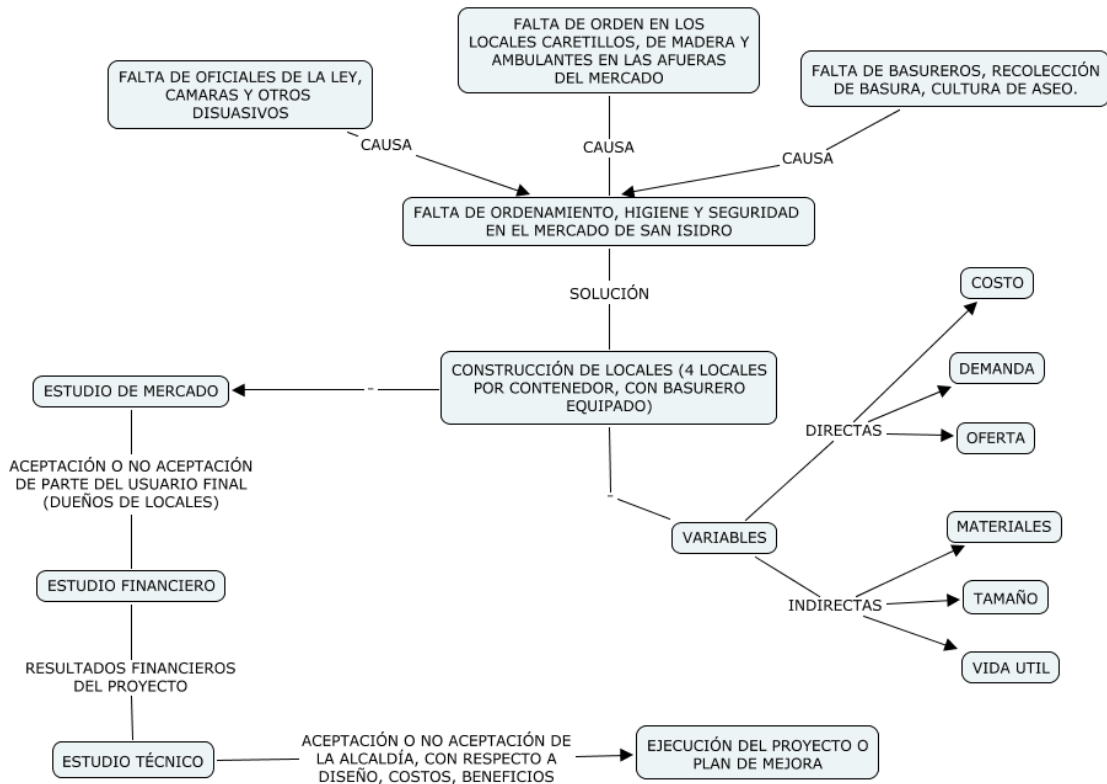 FALTA DE ORDEN EN LOS
LOCALES CARETILLOS, DE MADERA Y
AMBULANTES EN LAS AFUERAS
DEL MERCADO
FALTA DE OFICIALES DE LA LEY,
CAMARAS Y OTROS
DISUASIVOS
FALTA DE BASUREROS, RECOLECCIÓN
DE BASURA, CULTURA DE ASEO.
CAUSA
CAUSA
CAUSA
FALTA DE ORDENAMIENTO, HIGIENE Y SEGURIDAD
EN EL MERCADO DE SAN ISIDRO
SOLUCIÓN
CONSTRUCCIÓN DE LOCALES (4 LOCALES
POR CONTENEDOR, CON BASURERO
EQUIPADO)
-
ESTUDIO DE MERCADO
ACEPTACIÓN O NO ACEPTACIÓN
DE PARTE DEL USUARIO FINAL
(DUEÑOS DE LOCALES)
ESTUDIO FINANCIERO
RESULTADOS FINANCIEROS
DEL PROYECTO
ESTUDIO TÉCNICO
ACEPTACIÓN O NO ACEPTACIÓN DE
LA ALCALDÍA, CON RESPECTO A
DISEÑO, COSTOS, BENEFICIOS
EJECUCIÓN DEL PROYECTO O
PLAN DE MEJORA
-
VARIABLES
DIRECTAS
COSTO
DEMANDA
OFERTA
INDIRECTAS
MATERIALES
TAMAÑO
VIDA UTIL